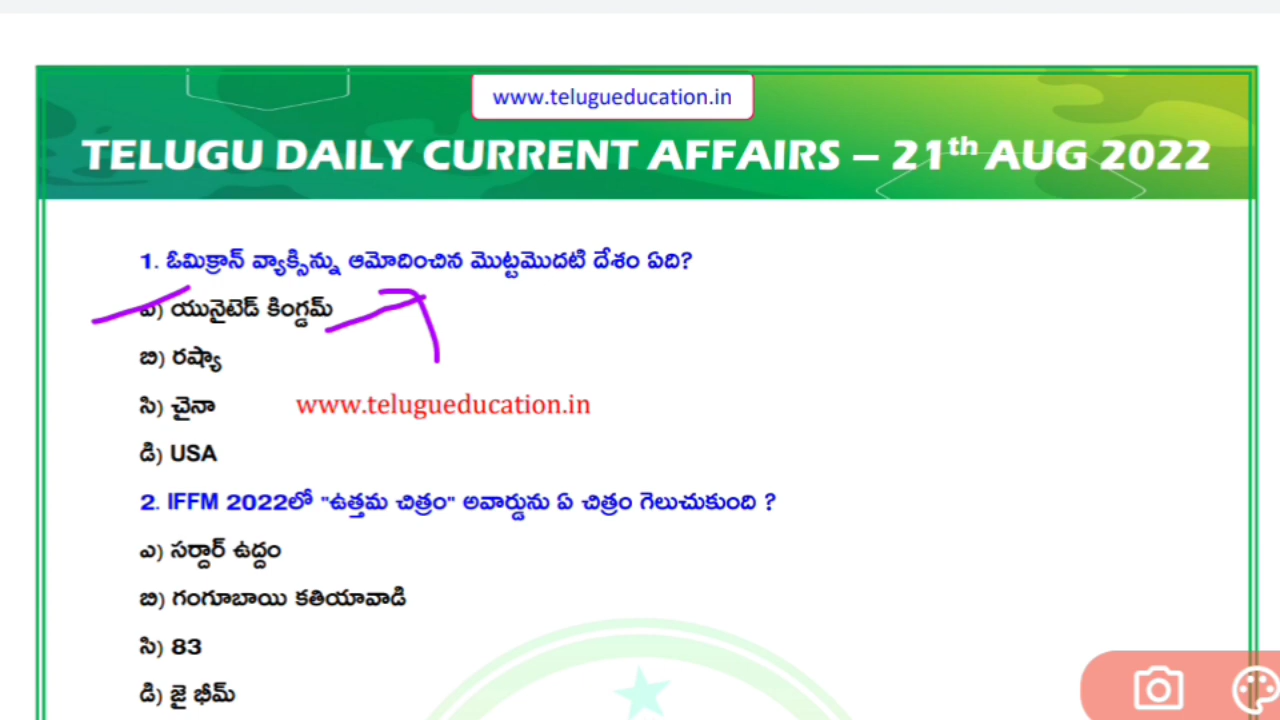 www.telugueducation.in
TELUGU DAILY CURRENT AFFAIRS – 21th AUG 2022
1. ఓమిక్రాన్ వ్యాక్సిన్ను ఆమోదించిన మొట్టమొదటి దేశం ఏది?
ఎ) యునైటెడ్ కింగ్డమ్
బి) రష్యా
సి) చైనా
www.telugueducation.in
డి) USA
2. IFFM 2022లో "ఉత్తమ చిత్రం" అవార్డును ఏ చిత్రం గెలుచుకుంది ?
ఎ) సర్దార్ ఉద్దం
బి) గంగూబాయి కతియావాడి
సి) 83
డి) జై భీమ్